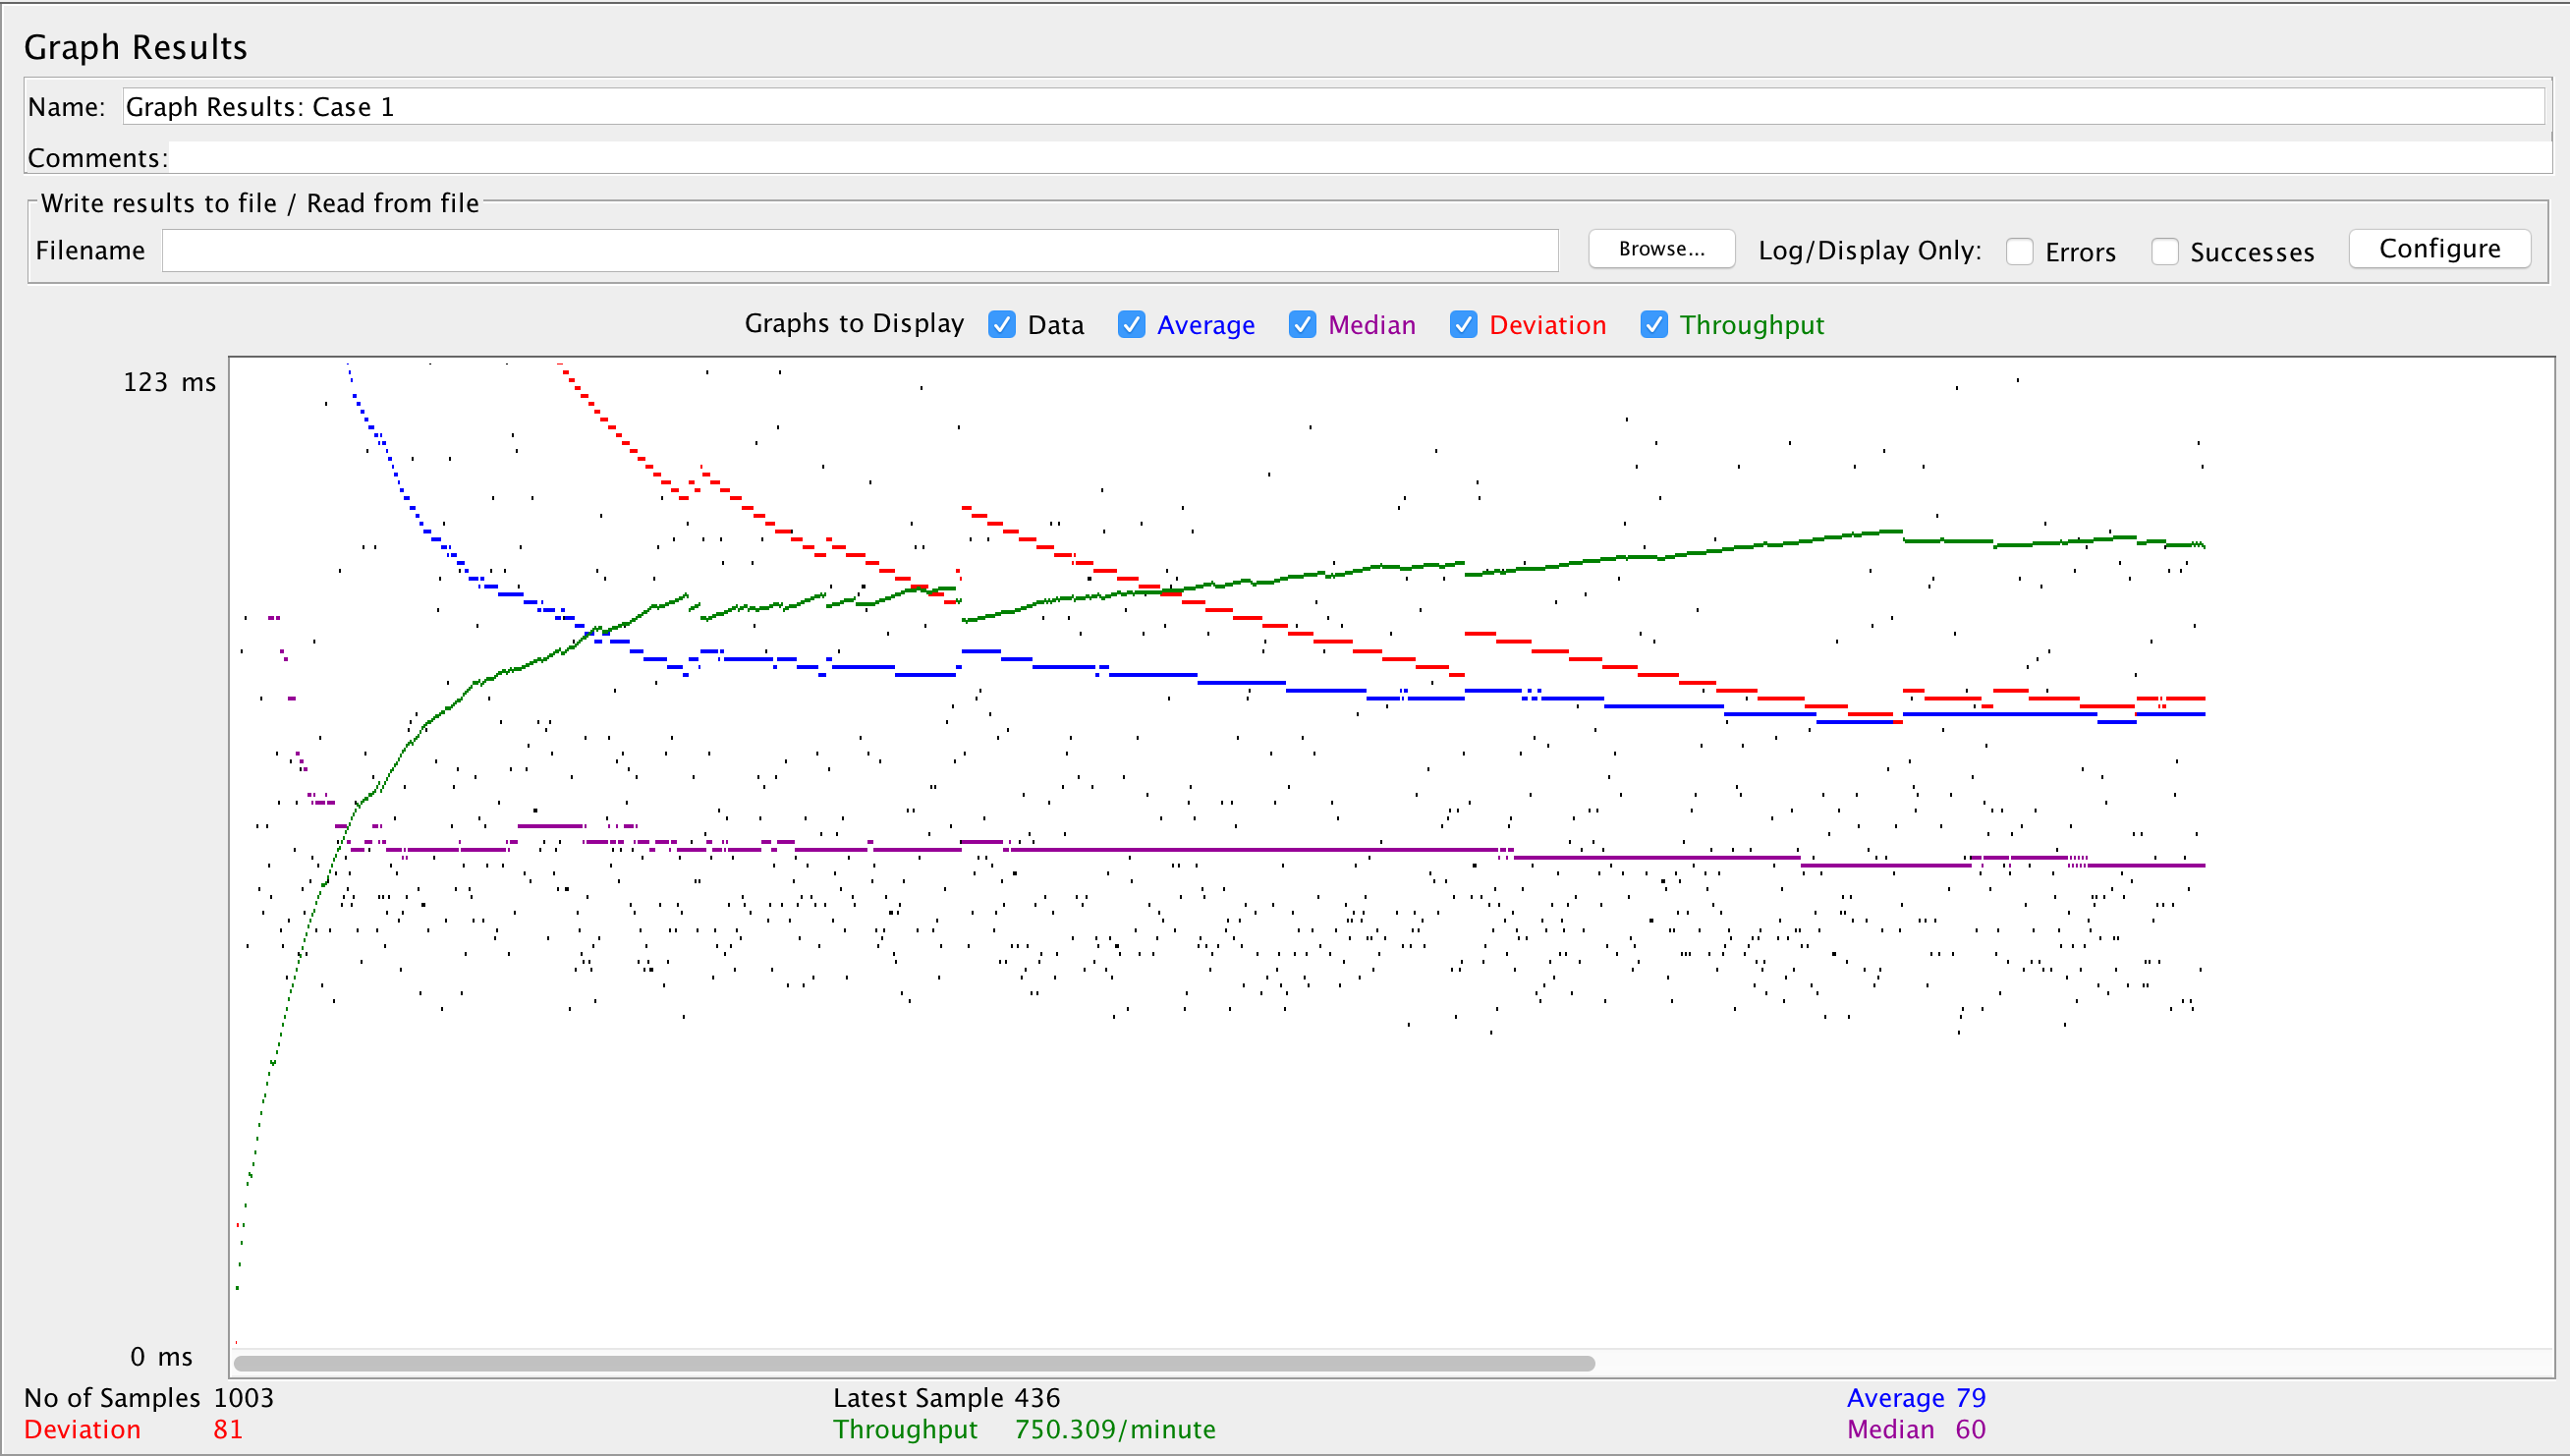 Graph Results
Name: Graph Results: Case 1
Comments:
Write results to file / Read from file
Filename Browse... Log/Display Only: Errors Successes Configure
Graphs to Display Data Average Median Deviation Throughput
123 ms
0 ms
No of Samples 1003 Latest Sample 436 Average 79
Deviation 81 Throughput 750.309/minute Median 60